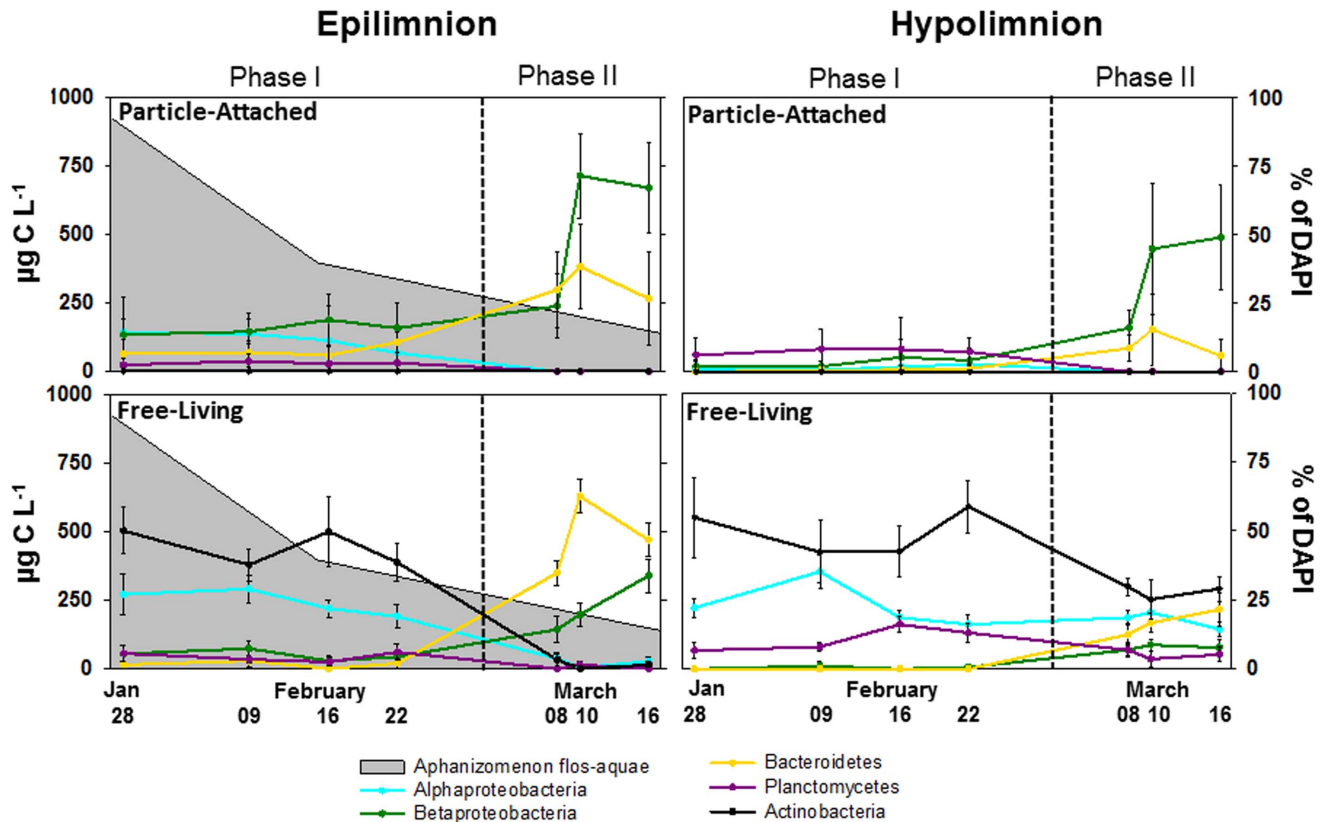 Epilimnion
Hypolimnion
Phase I
Phase II
Phase I
Phase II
1000
750
500
250
0
µg C L-1
Particle-Attached
Particle-Attached
100
75
50
25
0
% of DAPI
1000
750
500
250
0
µg C L-1
Free-Living
Free-Living
100
75
50
25
0
% of DAPI
Jan February March
28 09 16 22 08 10 16
Jan February March
28 09 16 22 08 10 16
Aphanizomenon flos-aquae
Alphaproteobacteria
Betaproteobacteria
Bacteroidetes
Planctomycetes
Actinobacteria